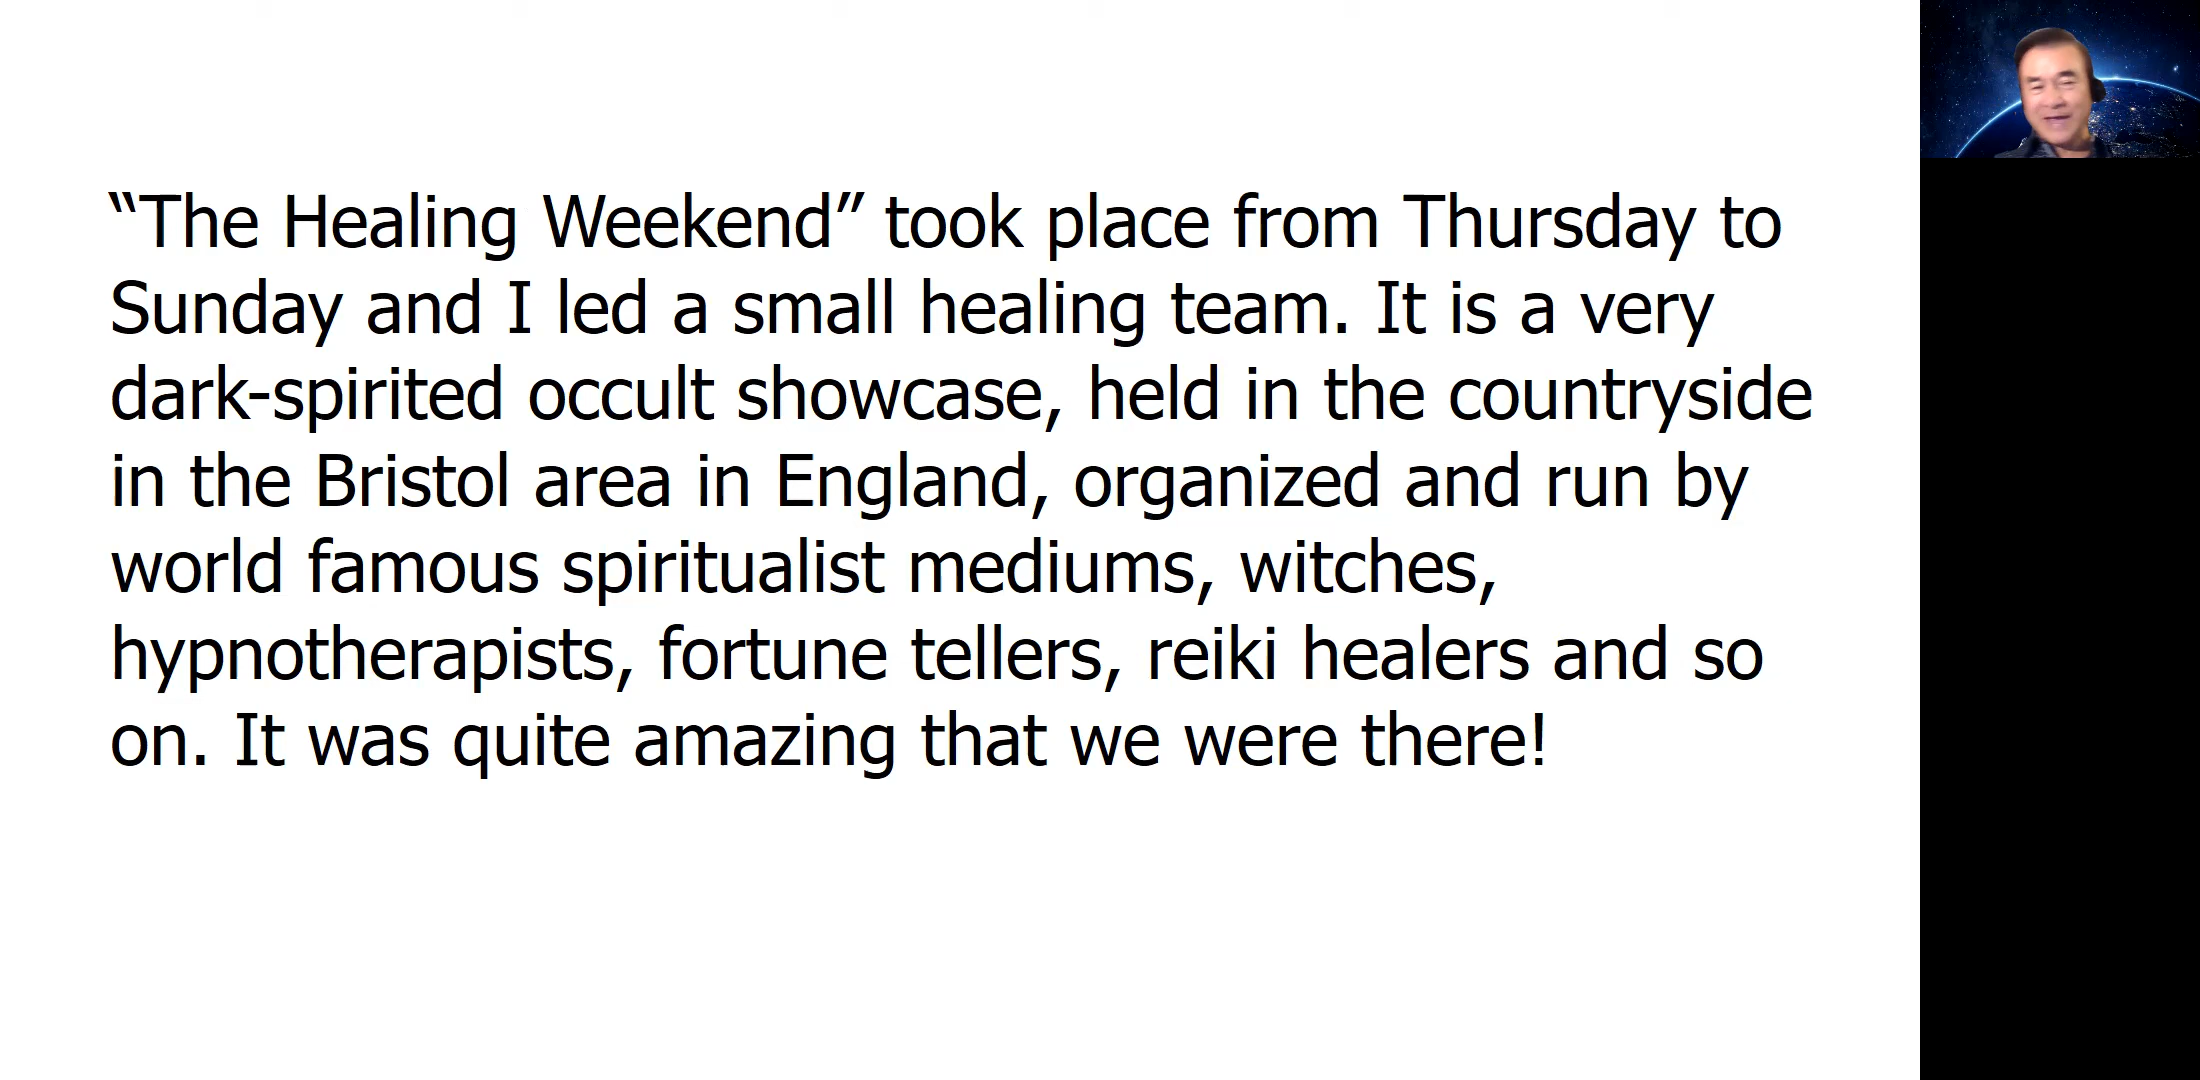 “The Healing Weekend” took place from Thursday to
Sunday and I led a small healing team. It is a very
dark-spirited occult showcase, held in the countryside
in the Bristol area in England, organized and run by
world famous spiritualist mediums, witches,
hypnotherapists, fortune tellers, reiki healers and so
on. It was quite amazing that we were there!